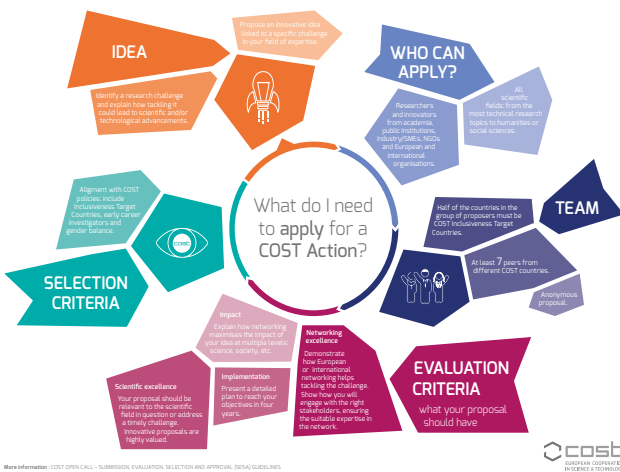 IDEA
Propose an innovative idea
linked to a specific challenge
in your field of expertise
Identify a research challenge
and explain how tackling it
could lead to scientific and/or
technological advancements.
WHO CAN
APPLY?
Researchers
and innovators
from academia,
public institutions,
industry/SMEs, NGOs
and European and
international
organisations.
All
scientific
fields: from the
most technical research
topics to humanities or
social sciences.
What do I need
to apply for a
COST Action?
TEAM
Half of the countries in the
group of proposers must be
COST Inclusiveness Target
Countries.
At least 7 peers from
different COST countries.
Anonymous
proposal.
Alignment with COST
policies: include
Inclusiveness Target
Countries, early career
investigators and
gender balance.
cost
SELECTION
CRITERIA
Impact
Explain how networking
maximises the impact of
your idea at multiple levels:
science, society, etc.
Networking
excellence
Demonstrate
how European
or international
networking helps
tackling the challenge.
Show how you will
engage with the right
stakeholders, ensuring
the suitable expertise in
the network.
Scientific excellence
Your proposal should be
relevant to the scientific
field in question or address
a timely challenge.
Innovative proposals are
highly valued.
Implementation
Present a detailed
plan to reach your
objectives in four
years.
EVALUATION
CRITERIA
what your proposal
should have
cost
EUROPEAN COOPERATION
IN SCIENCE & TECHNOLOGY
More information : COST OPEN CALL – SUBMISSION, EVALUATION, SELECTION AND APPROVAL (SESA) GUIDELINES